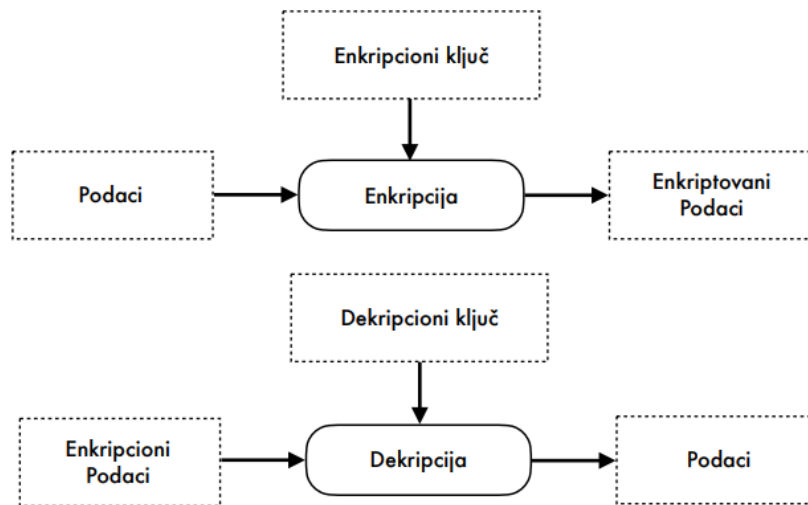 Enkripcioni ključ
Podaci
Enkripcija
Enkriptovani
Podaci
Dekripcioni ključ
Enkripcioni
Podaci
Dekripcija
Podaci